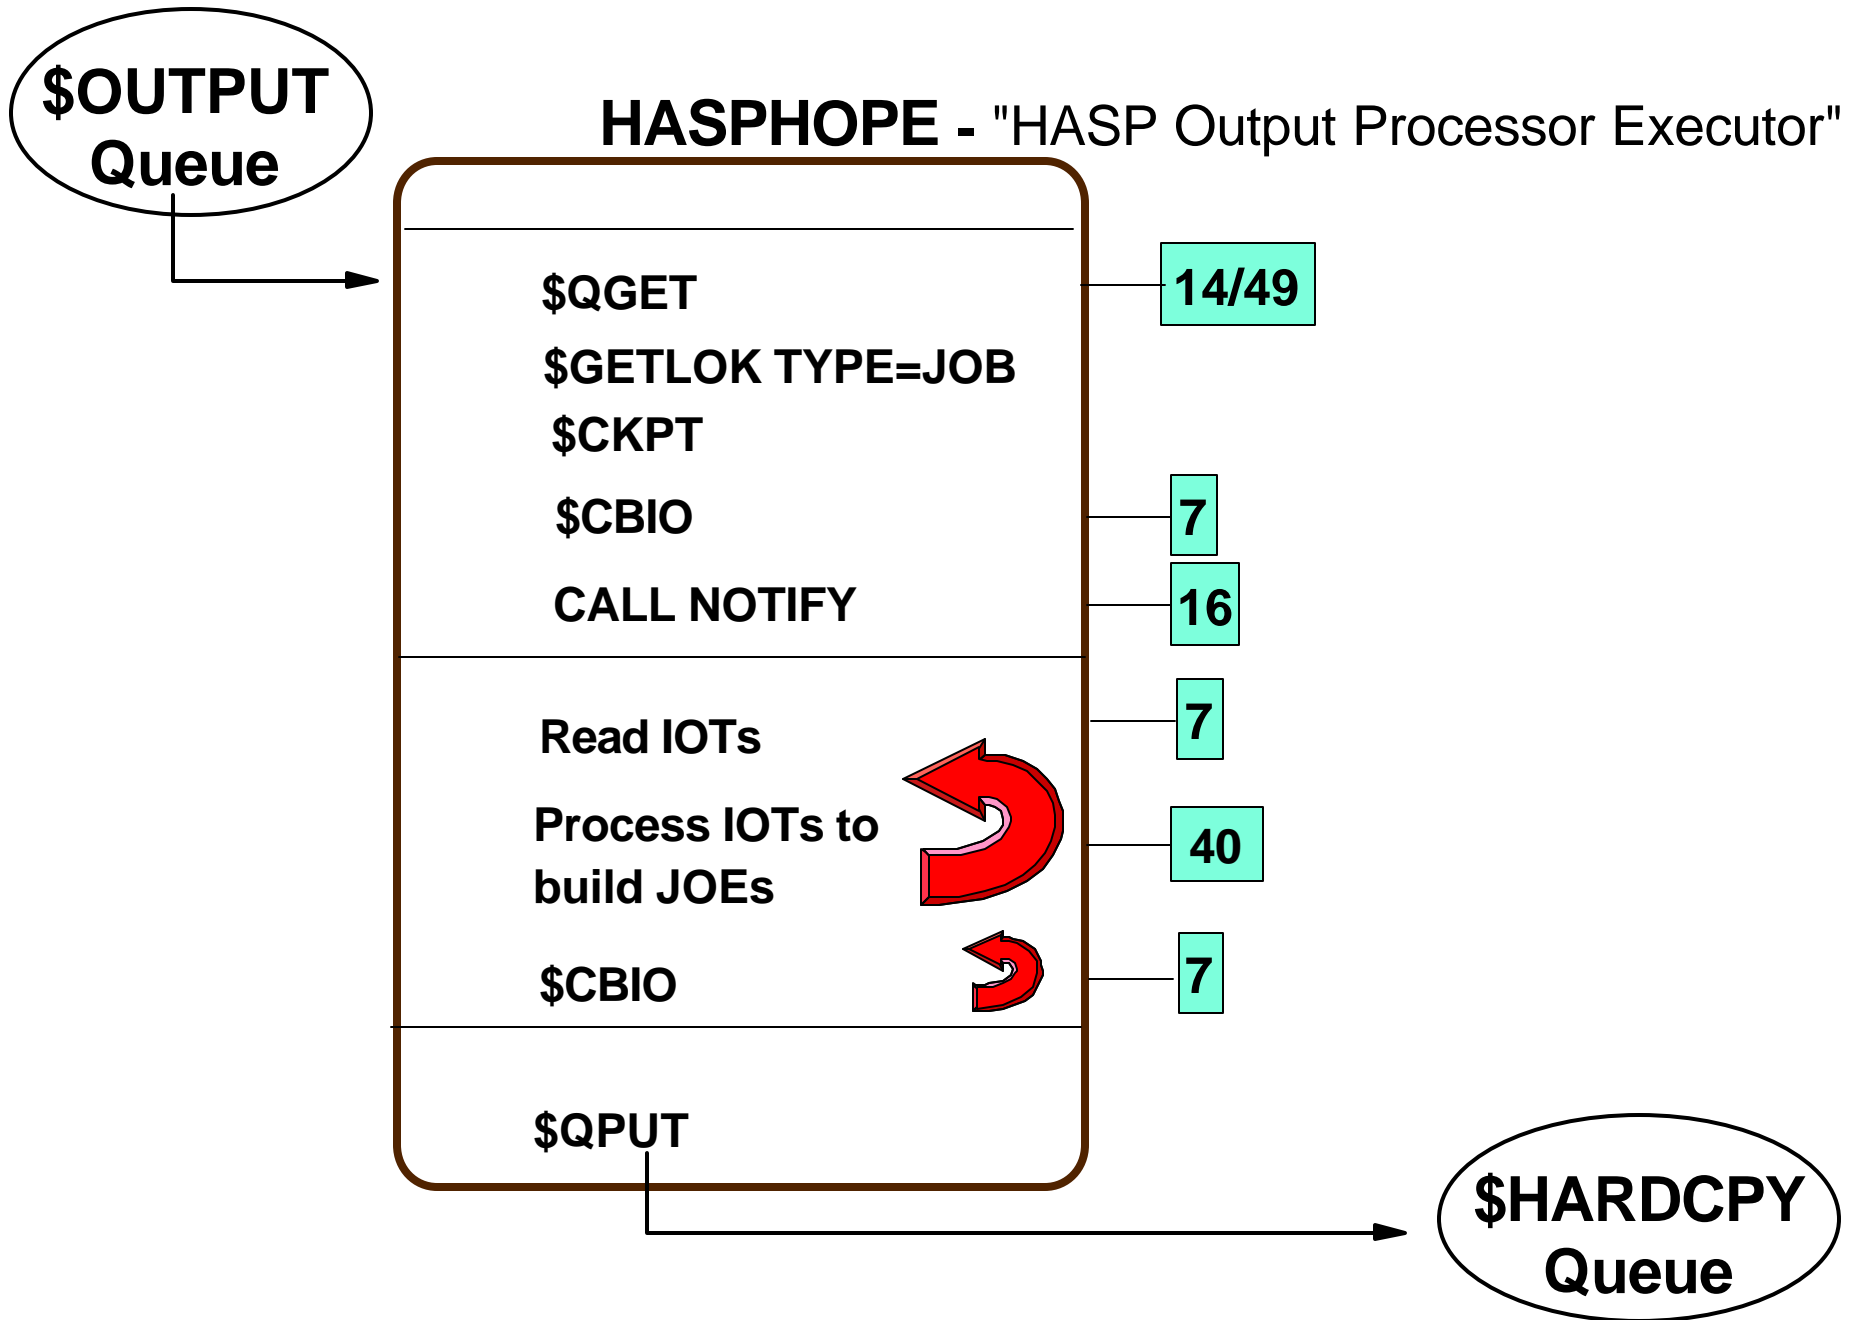 $OUTPUT
Queue
HASPHOPE - "HASP Output Processor Executor"
$QGET
14/49
$GETLOK TYPE=JOB
$CKPT
$CBIO
7
CALL NOTIFY
16
Read IOTs
7
Process IOTs to
build JOEs
40
$CBIO
7
$QPUT
$HARDCPY
Queue